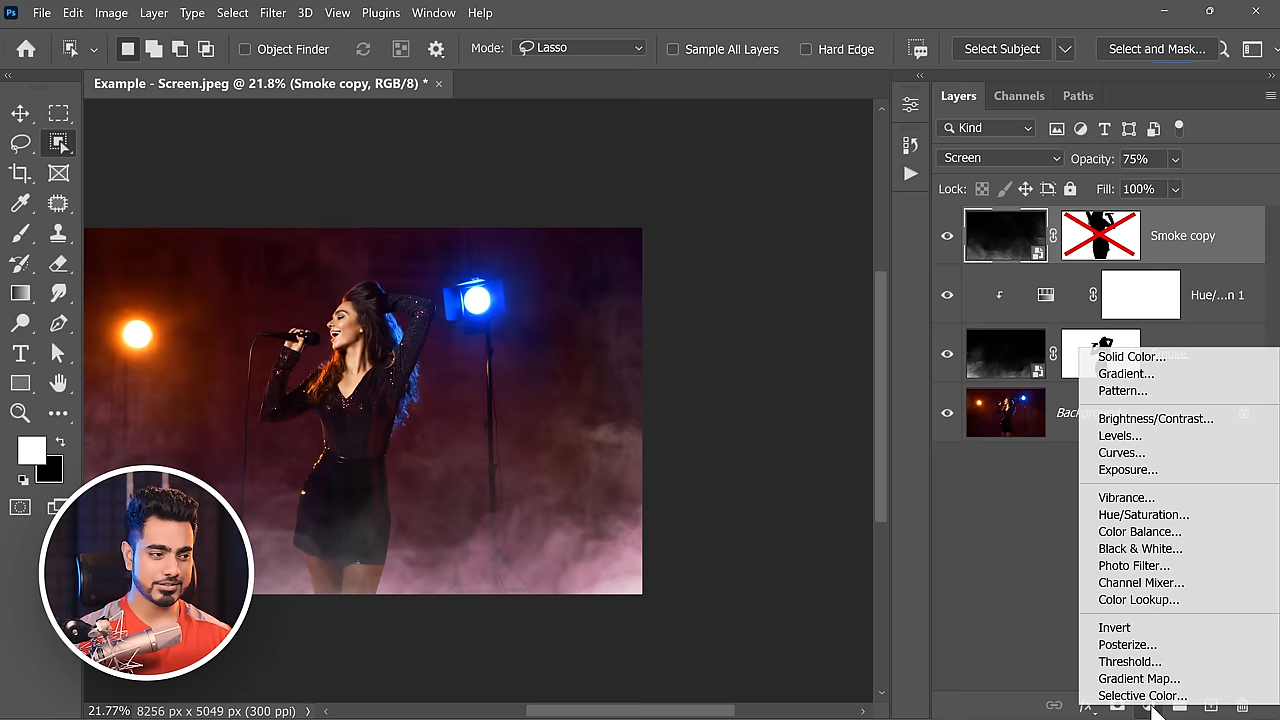 Ps File Edit Image Layer Type Select Filter 3D View Plugins Window Help
Object Finder Mode: Lasso Sample All Layers Hard Edge Select Subject Select and Mask...
Example - Screen.jpeg @ 21.8% (Smoke copy, RGB/8) *
Layers Channels Paths
Kind
Screen Opacity: 75%
Lock: Fill: 100%
Smoke copy
Hue/...n 1
Background
Solid Color...
Gradient...
Pattern...
Brightness/Contrast...
Levels...
Curves...
Exposure...
Vibrance...
Hue/Saturation...
Color Balance...
Black & White...
Photo Filter...
Channel Mixer...
Color Lookup...
Invert
Posterize...
Threshold...
Gradient Map...
Selective Color...
21.77% 8256 px x 5049 px (300 ppi)